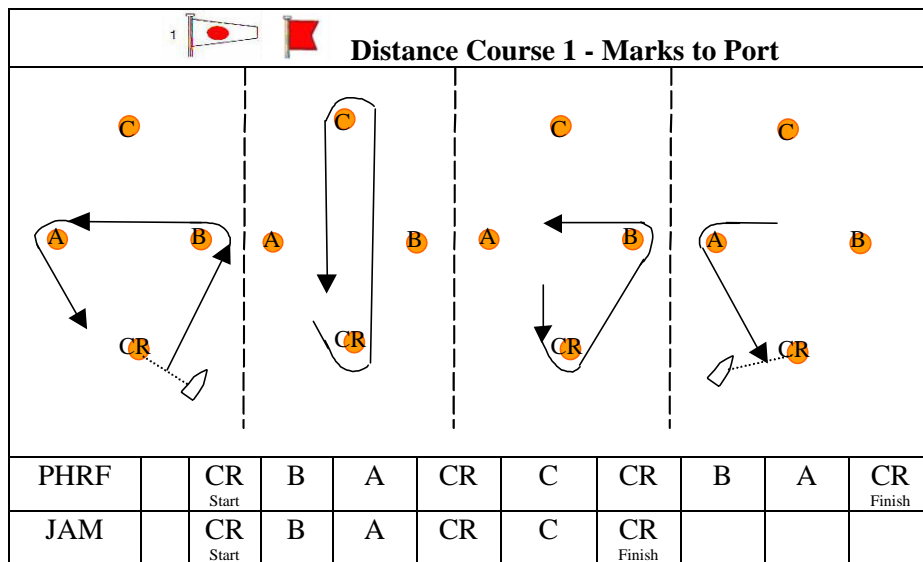 1
Distance Course 1 - Marks to Port
C
C
C
C
A
B
A
B
A
B
A
B
CR
CR
CR
CR
PHRF CR B A CR C CR B A CR
Start Finish
JAM CR B A CR C CR
Start Finish